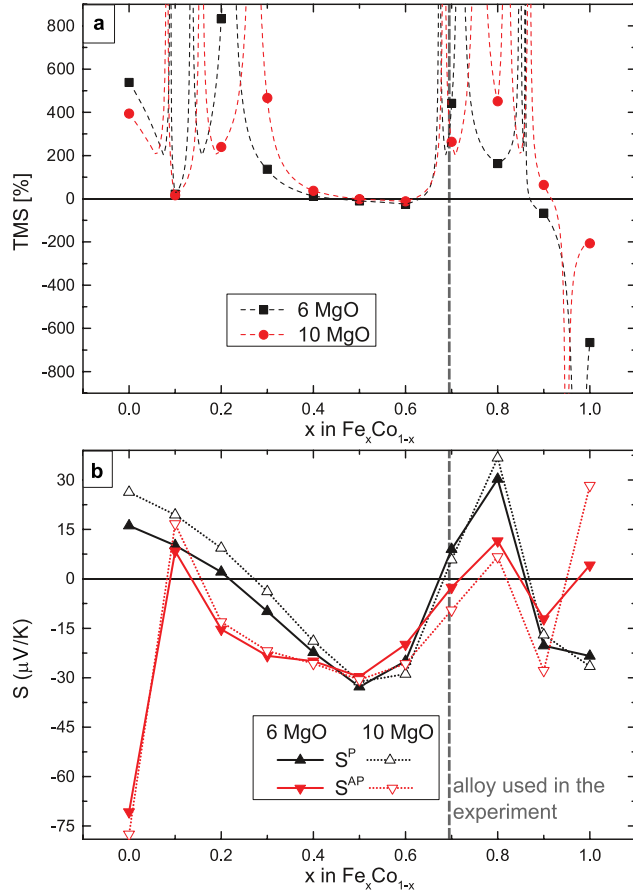 a
800
600
400
200
0
-200
-400
-600
-800
TMS [%]
6 MgO
10 MgO
0.0 0.2 0.4 0.6 0.8 1.0
x in FeₓCo₁₋ₓ
b
30
15
0
-15
-30
-45
-60
-75
S (µV/K)
6 MgO 10 MgO
Sᴾ
Sᴬᴾ
alloy used in the
experiment
0.0 0.2 0.4 0.6 0.8 1.0
x in FeₓCo₁₋ₓ